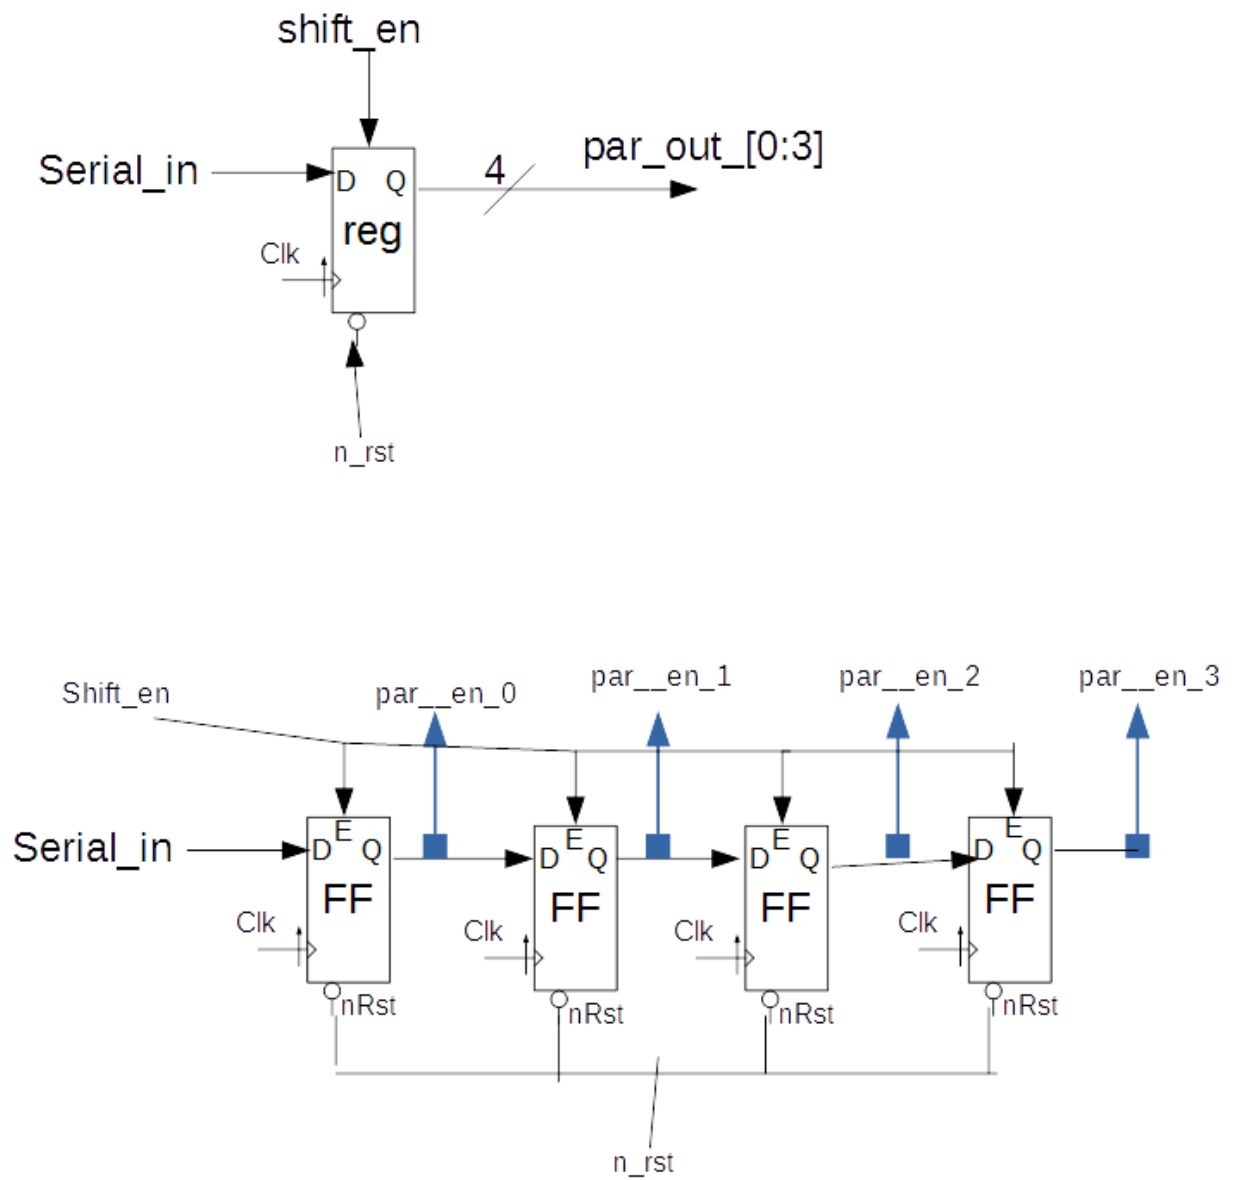 shift_en
Serial_in
D Q
4
par_out_[0:3]
reg
Clk
n_rst
Shift_en
par__en_0
par__en_1
par__en_2
par__en_3
Serial_in
D E Q
FF
Clk
nRst
D E Q
FF
Clk
nRst
D E Q
FF
Clk
nRst
D E Q
FF
Clk
nRst
n_rst